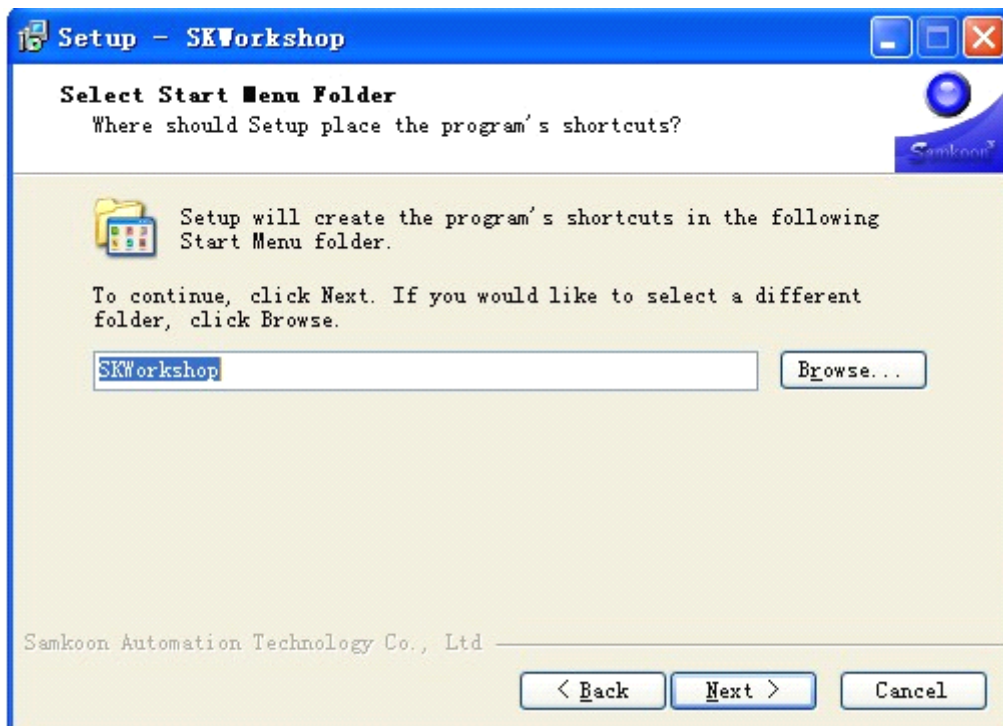 Setup - SKWorkshop
Select Start Menu Folder
Where should Setup place the program's shortcuts?
Samkoon
Setup will create the program's shortcuts in the following
Start Menu folder.
To continue, click Next. If you would like to select a different
folder, click Browse.
SKWorkshop
Browse...
Samkoon Automation Technology Co., Ltd
< Back
Next >
Cancel